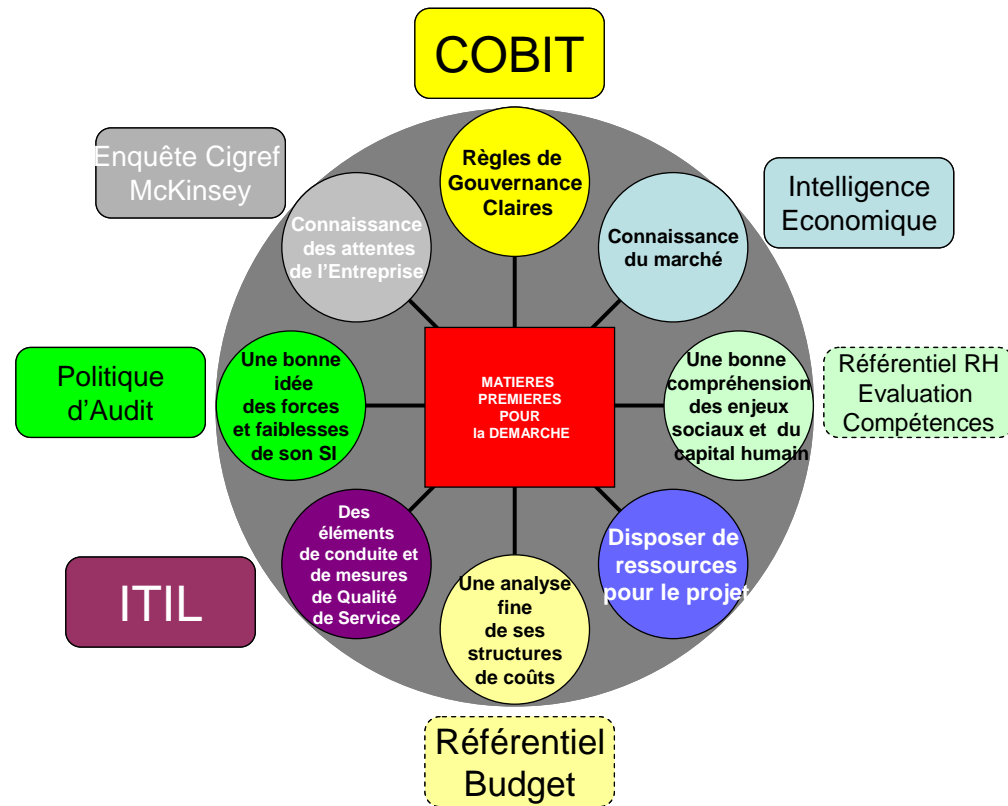 COBIT
Enquête Cigref
McKinsey
Règles de
Gouvernance
Claires
Intelligence
Economique
Connaissance
des attentes
de l’Entreprise
Connaissance
du marché
Politique
d’Audit
Une bonne
idée
des forces
et faiblesses
de son SI
MATIERES
PREMIERES
POUR
la DEMARCHE
Une bonne
compréhension
des enjeux
sociaux et du
capital humain
Référentiel RH
Evaluation
Compétences
ITIL
Des
éléments
de conduite et
de mesures
de Qualité
de Service
Une analyse
fine
de ses
structures
de coûts
Disposer de
ressources
pour le projet
Référentiel
Budget